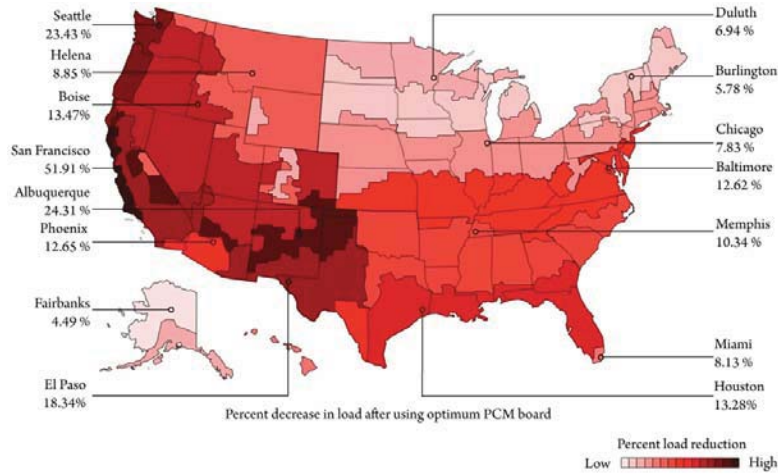 Seattle
23.43 %
Helena
8.85 %
Boise
13.47%
San Francisco
51.91 %
Albuquerque
24.31 %
Phoenix
12.65 %
Fairbanks
4.49 %
El Paso
18.34%
Duluth
6.94 %
Burlington
5.78 %
Chicago
7.83 %
Baltimore
12.62 %
Memphis
10.34 %
Miami
8.13 %
Houston
13.28%
Percent decrease in load after using optimum PCM board
Percent load reduction
Low High